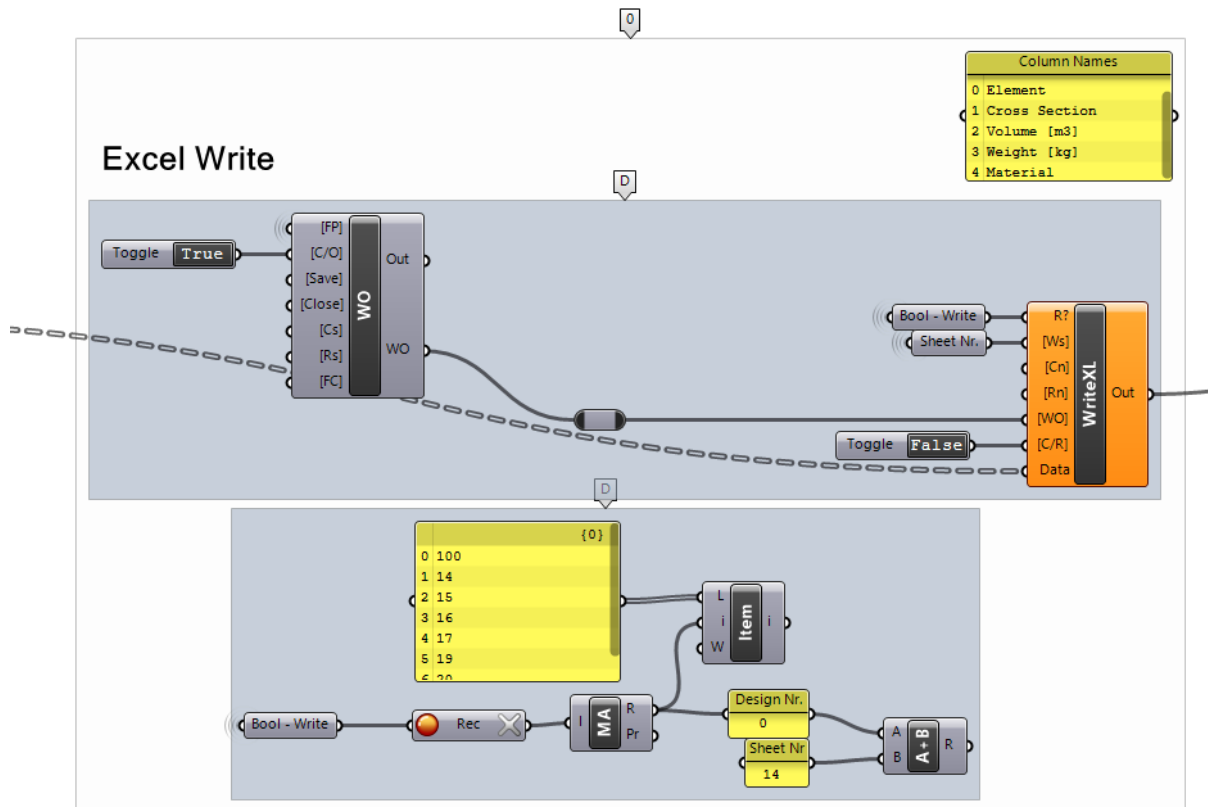 0
Column Names
0 Element
1 Cross Section
2 Volume [m3]
3 Weight [kg]
4 Material
Excel Write
D
Toggle True
[FP]
[C/O]
[Save]
[Close]
[Cs]
[Rs]
[FC]
WO
Out
WO
Bool - Write
Sheet Nr.
Toggle False
R?
[Ws]
[Cn]
[Rn]
[WO]
[C/R]
Data
WriteXL
Out
D
{0}
0 100
1 14
2 15
3 16
4 17
5 19
6 20
L
i
W
Item
i
Bool - Write
Rec
I
MA
R
Pr
Design Nr.
0
Sheet Nr
14
A
B
A+B
R